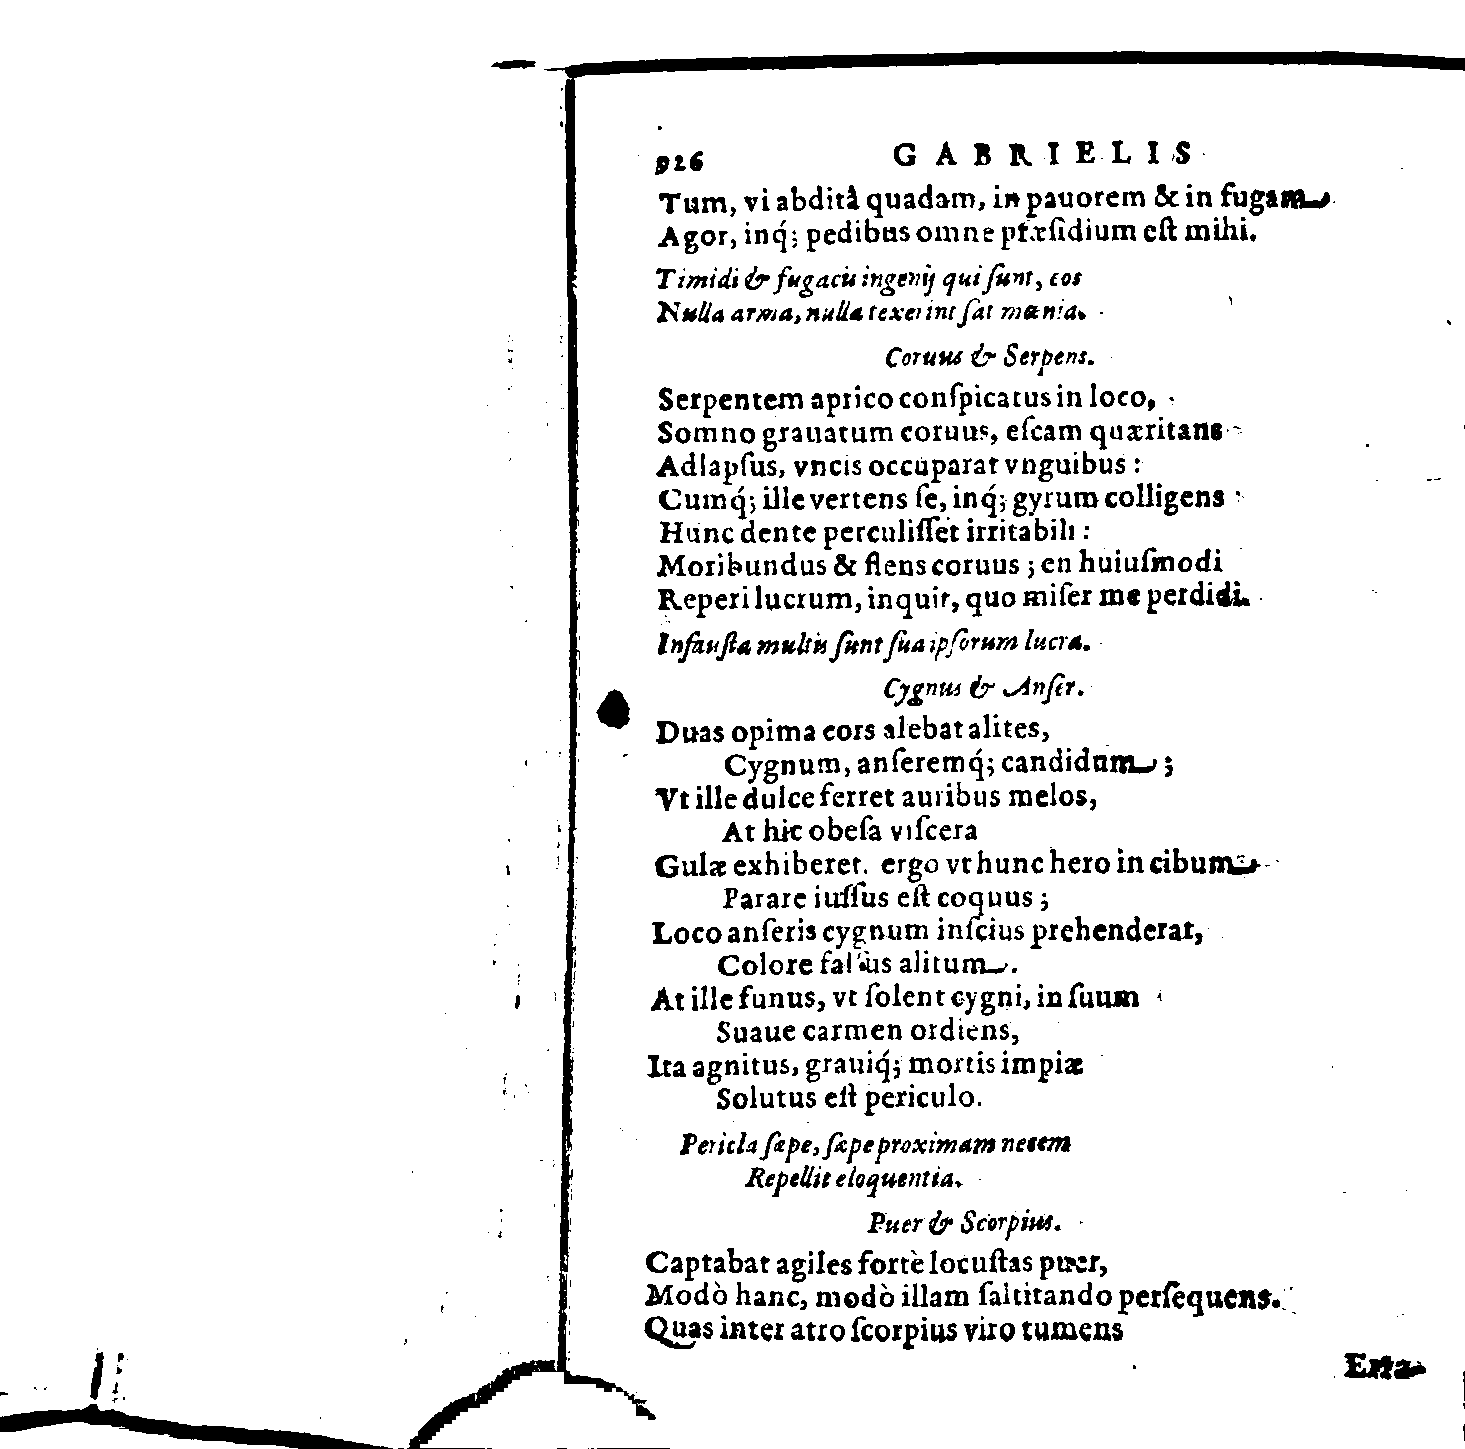 926 GABRIELIS
Tum, vi abditâ quadam, in pauorem & in fugam.
Agor, inq́; pedibus omne præſidium eſt mihi.
Timidi & fugacis ingenij qui ſunt, eos
Nulla arma, nulla texerint ſat mœnia.
Coruus & Serpens.
Serpentem aprico conſpicatus in loco,
Somno grauatum coruus, eſcam quæritans
Adlapſus, vncis occuparat vnguibus :
Cumq́; ille vertens ſe, inq́; gyrum colligens
Hunc dente perculiſſet irritabili :
Moribundus & flens coruus ; en huiuſmodi
Reperi lucrum, inquit, quo miſer me perdidi.
Infauſta multis ſunt ſua ipſorum lucra.
Cygnus & Anſer.
Duas opima cors alebat alites,
Cygnum, anſeremq́; candidum ;
Vt ille dulce ferret auribus melos,
At hic obeſa viſcera
Gulæ exhiberet. ergo vt hunc hero in cibum
Parare iuſſus eſt coquus ;
Loco anſeris cygnum inſcius prehenderat,
Colore falſus alitum.
At ille funus, vt ſolent cygni, in ſuum
Suaue carmen ordiens,
Ita agnitus, grauiq́; mortis impiæ
Solutus eſt periculo.
Pericla ſæpe, ſæpe proximam necem
Repellit eloquentia.
Puer & Scorpius.
Captabat agiles fortè locuſtas puer,
Modò hanc, modò illam ſaltitando perſequens.
Quas inter atro ſcorpius viro tumens